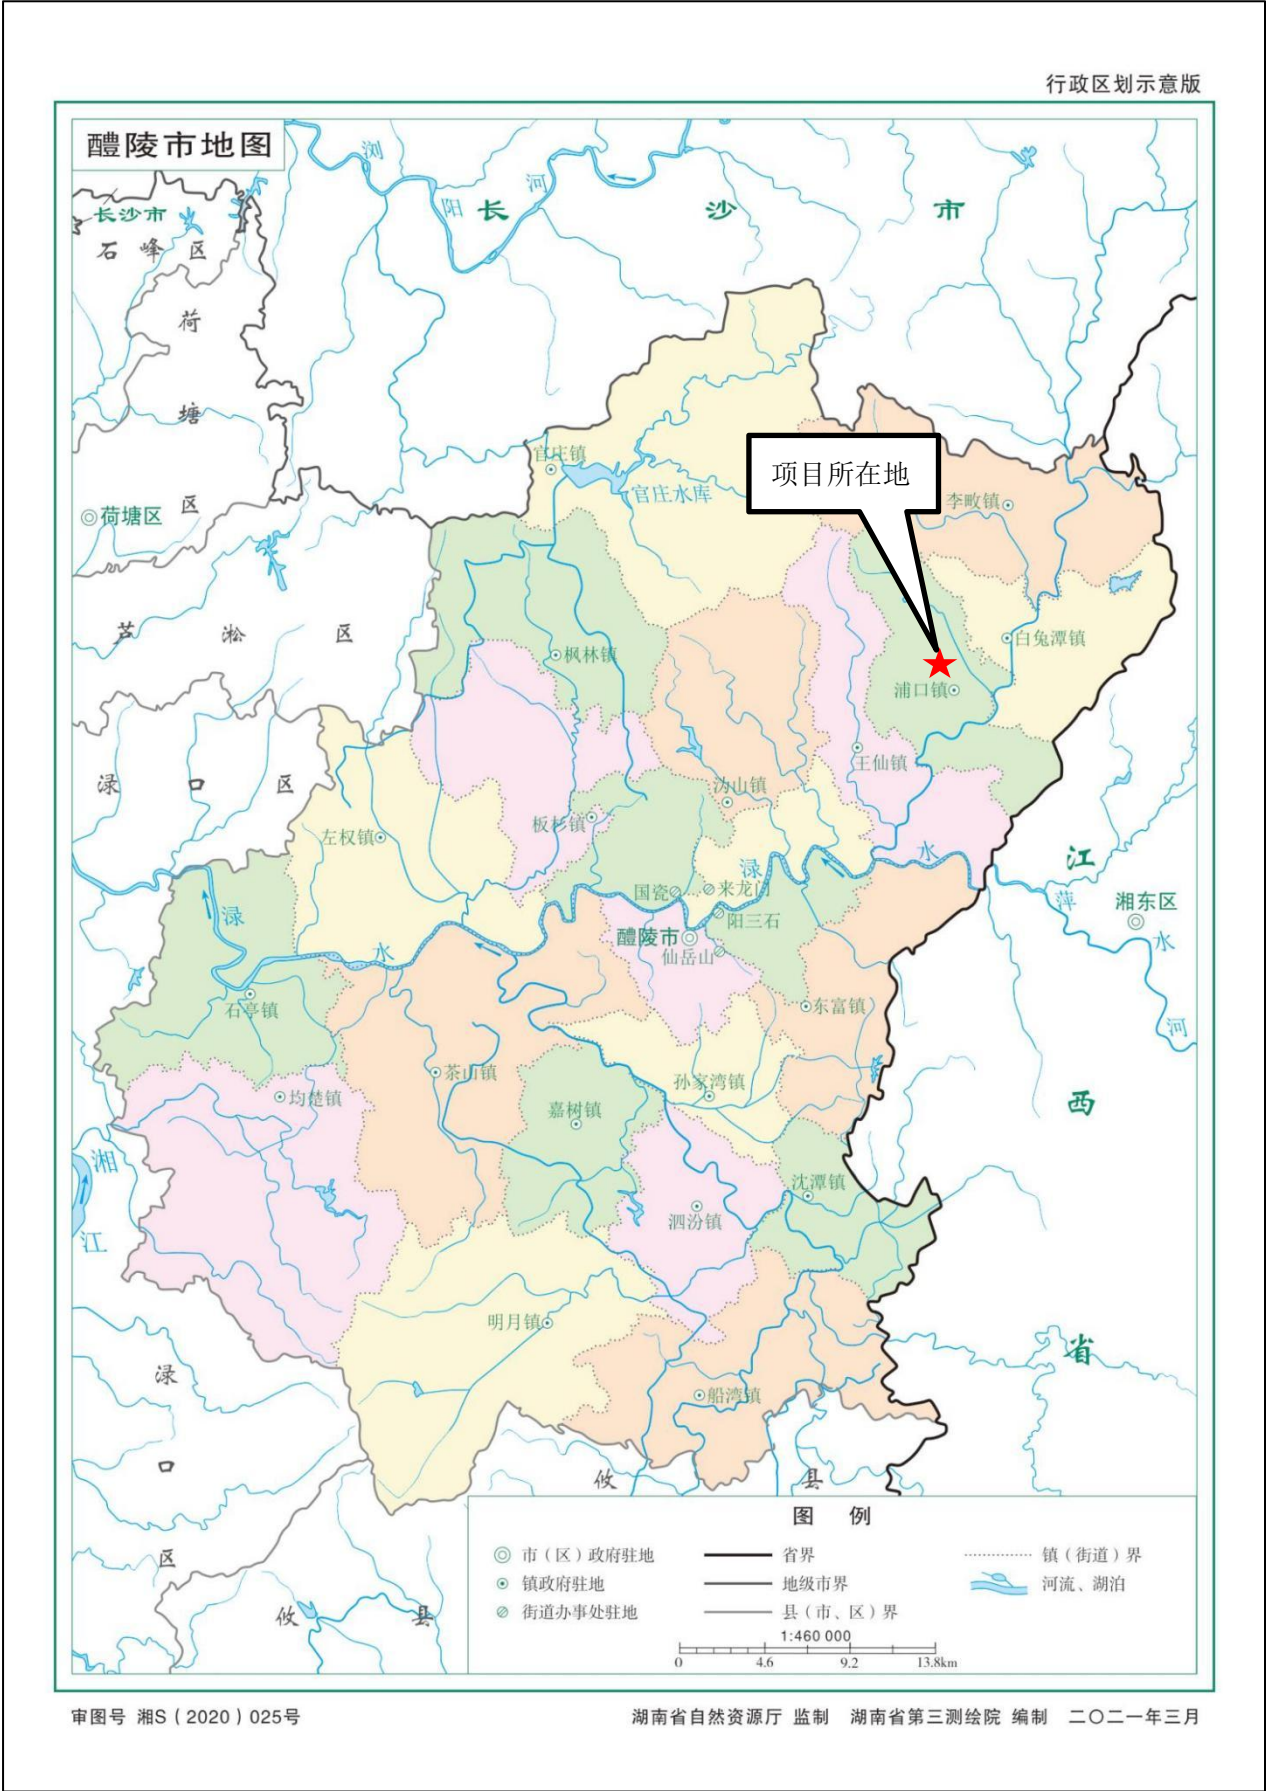 行政区划示意版
醴陵市地图
浏
阳
河
长沙市
长沙市
石峰区
荷
塘
区
荷塘区
官庄镇
官庄水库
项目所在地
李畋镇
芦淞区
枫林镇
白兔潭镇
浦口镇
渌口区
王仙镇
沩山镇
板杉镇
左权镇
渌
水
国瓷
来龙门
阳三石
醴陵市
仙岳山
江
萍
湘东区
水
河
渌
水
石亭镇
东富镇
茶山镇
孙家湾镇
均楚镇
嘉树镇
西
湘
江
沈潭镇
泗汾镇
明月镇
省
船湾镇
渌
口
区
攸县
攸县
图例
市（区）政府驻地
省界
镇（街道）界
镇政府驻地
地级市界
河流、湖泊
街道办事处驻地
县（市、区）界
1:460 000
0 4.6 9.2 13.8km
审图号 湘S（2020）025号
湖南省自然资源厅 监制 湖南省第三测绘院 编制 二〇二一年三月